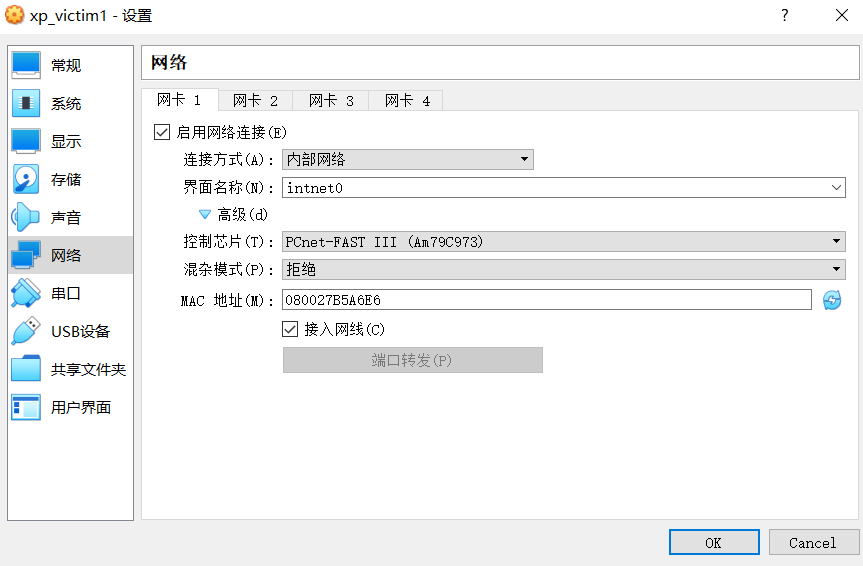 xp_victim1 - 设置
?
常规
系统
显示
存储
声音
网络
串口
USB设备
共享文件夹
用户界面
网络
网卡 1 网卡 2 网卡 3 网卡 4
启用网络连接(E)
连接方式(A): 内部网络
界面名称(N): intnet0
高级(d)
控制芯片(T): PCnet-FAST III (Am79C973)
混杂模式(P): 拒绝
MAC 地址(M): 080027B5A6E6
接入网线(C)
端口转发(P)
OK Cancel